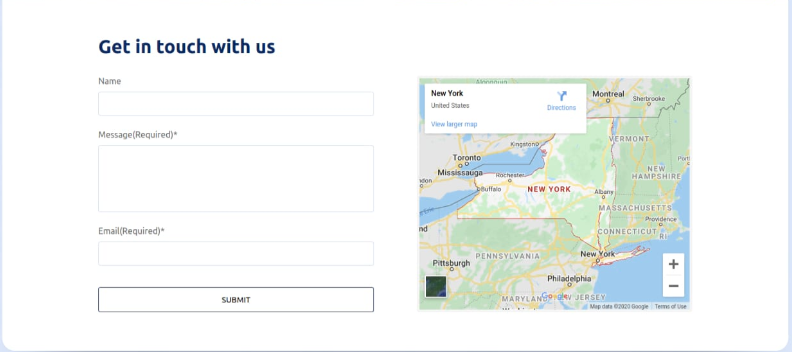 Get in touch with us
Name
Message(Required)*
Email(Required)*
SUBMIT
New York
United States
Directions
View larger map
Montreal
Sherbrooke
Kingston
VERMONT
Toronto
Mississauga
Rochester
Buffalo
NEW YORK
Albany
NEW
HAMPSHIRE
MASSACHUSETTS
Providence
CONNECTICUT
RI
PENNSYLVANIA
New York
Pittsburgh
Philadelphia
MARYLAND
NEW JERSEY
Google
+
−
Map data ©2020 Google
Terms of Use